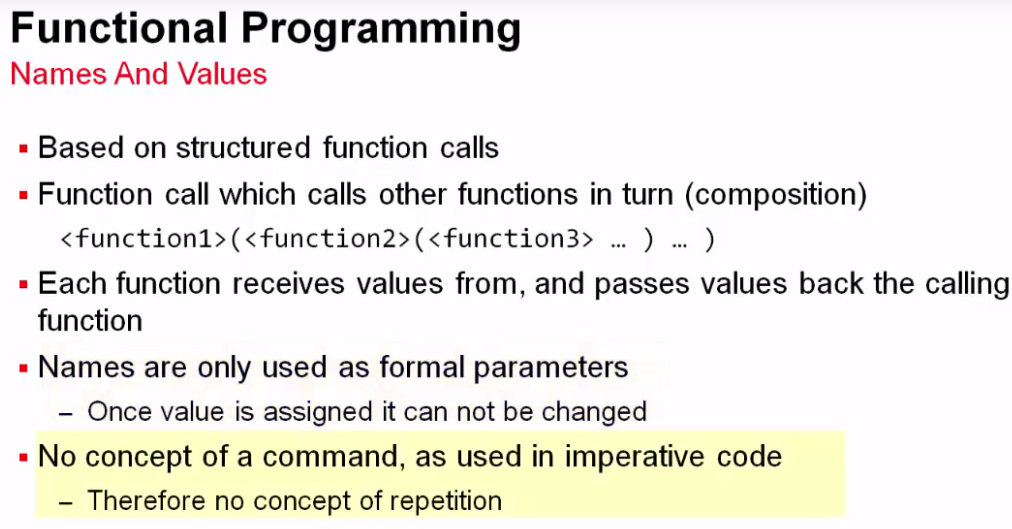 Functional Programming
Names And Values
▪ Based on structured function calls
▪ Function call which calls other functions in turn (composition)
<function1>(<function2>(<function3> … ) … )
▪ Each function receives values from, and passes values back the calling
function
▪ Names are only used as formal parameters
– Once value is assigned it can not be changed
▪ No concept of a command, as used in imperative code
– Therefore no concept of repetition